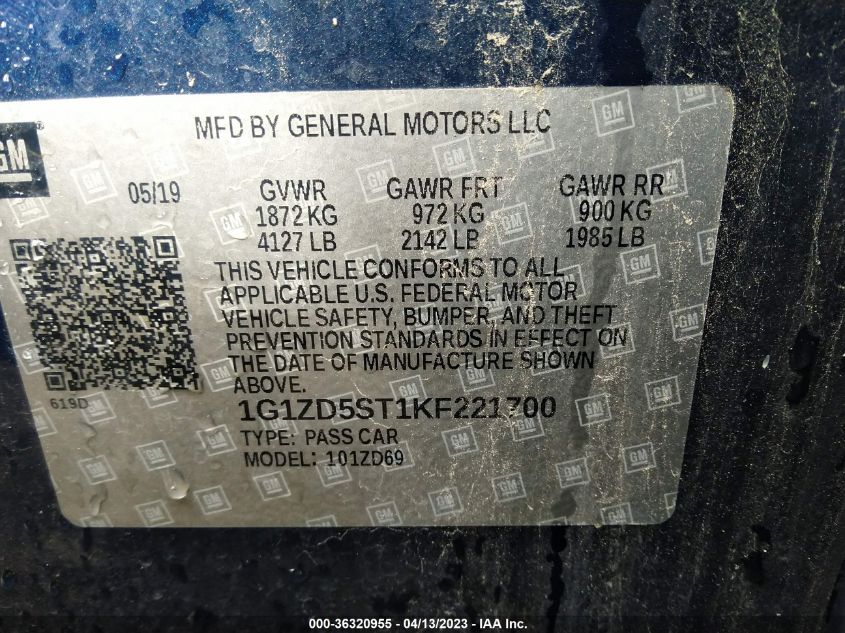 MFD BY GENERAL MOTORS LLC
GM
05/19 GVWR GAWR FRT GAWR RR
1872 KG 972 KG 900 KG
4127 LB 2142 LB 1985 LB
THIS VEHICLE CONFORMS TO ALL
APPLICABLE U.S. FEDERAL MOTOR
VEHICLE SAFETY, BUMPER, AND THEFT
PREVENTION STANDARDS IN EFFECT ON
THE DATE OF MANUFACTURE SHOWN
ABOVE.
619D
1G1ZD5ST1KF221700
TYPE: PASS CAR
MODEL: 101ZD69
000-36320955 - 04/13/2023 - IAA Inc.